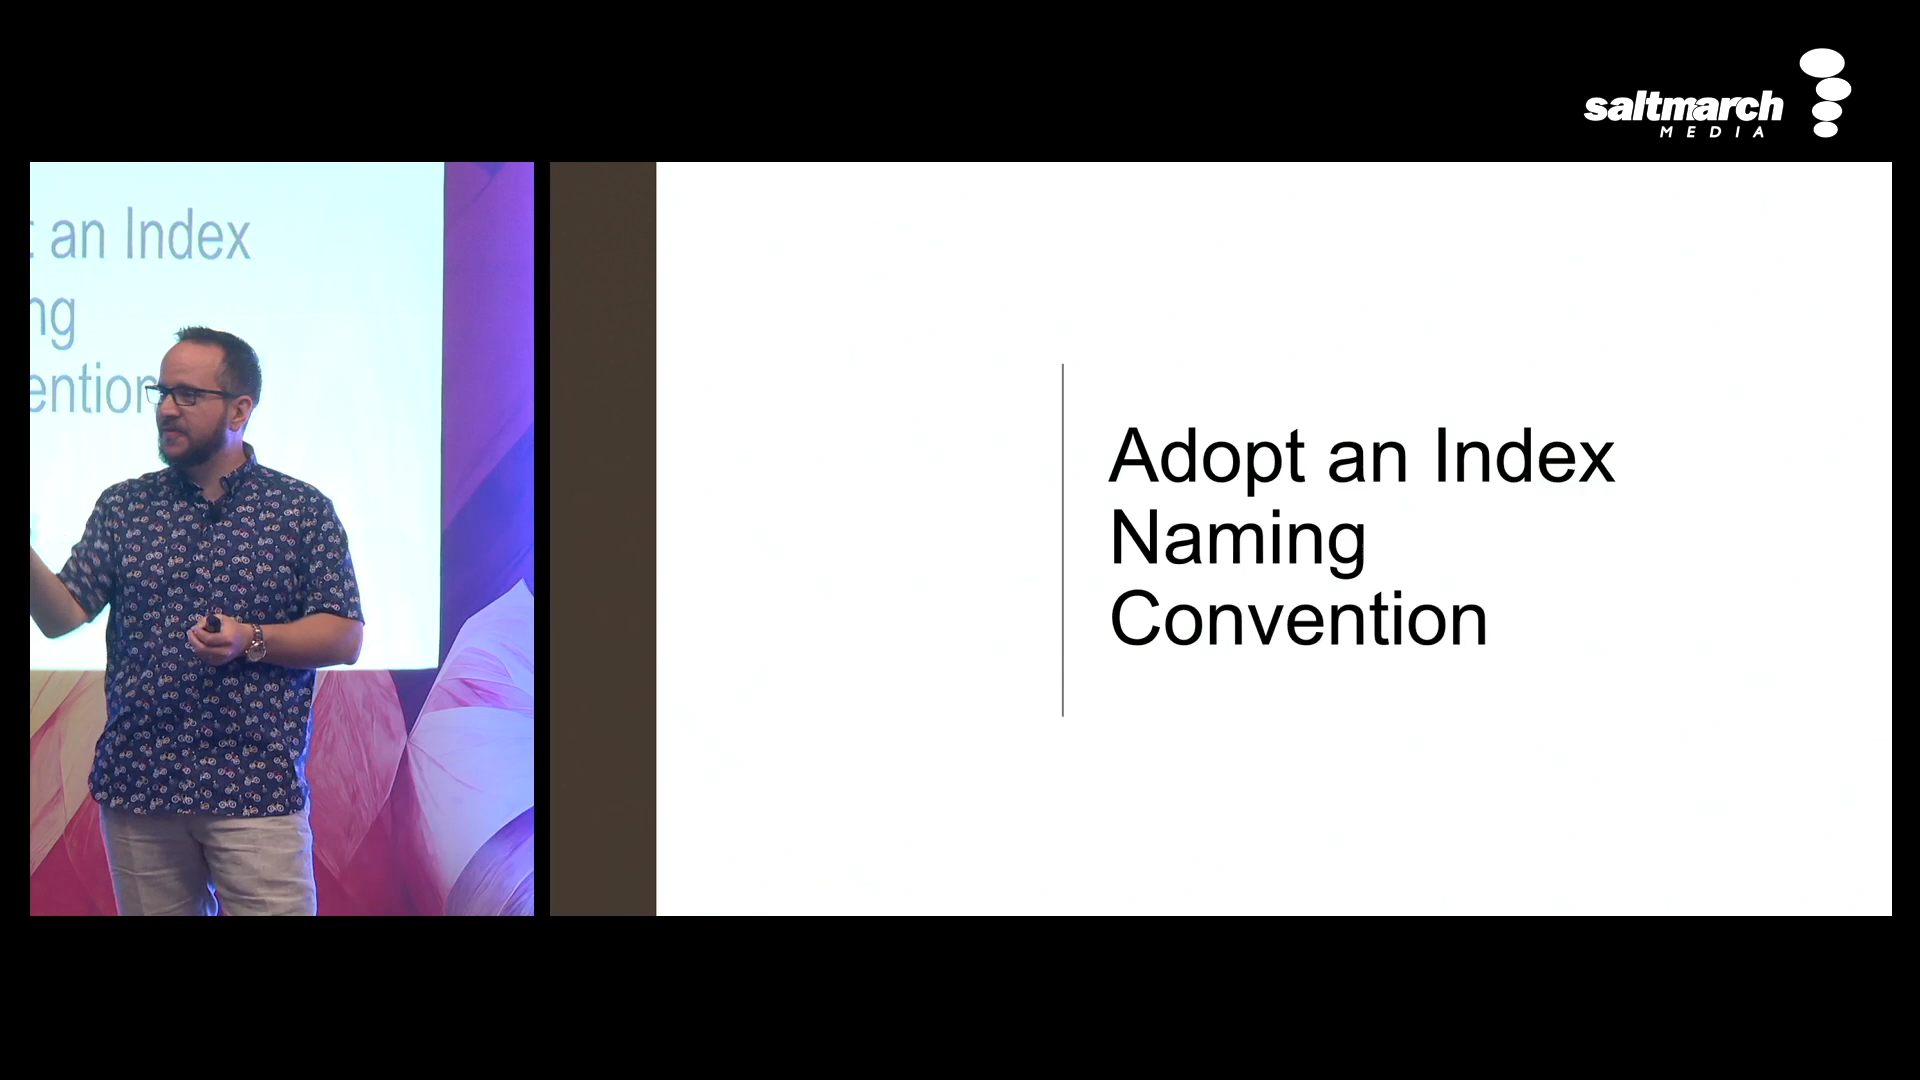 saltmarch
MEDIA
an Index
ng
ention
Adopt an Index
Naming
Convention